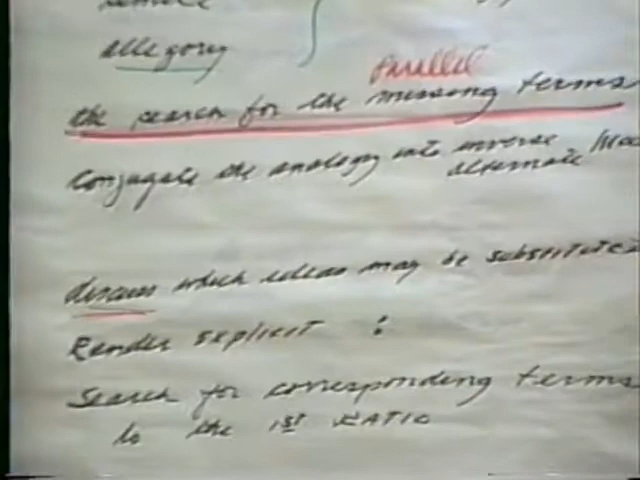 allegory
Parallel
the search for the missing terms
Conjugate the analogy into inverse
alternate
discuss which ideas may be substituted
Render explicit :
Search for corresponding terms
to the 1st RATIO